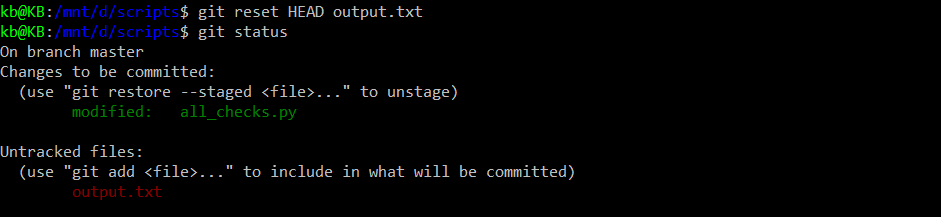 kb@KB:/mnt/d/scripts$ git reset HEAD output.txt
kb@KB:/mnt/d/scripts$ git status
On branch master
Changes to be committed:
  (use "git restore --staged <file>..." to unstage)
        modified:   all_checks.py

Untracked files:
  (use "git add <file>..." to include in what will be committed)
        output.txt